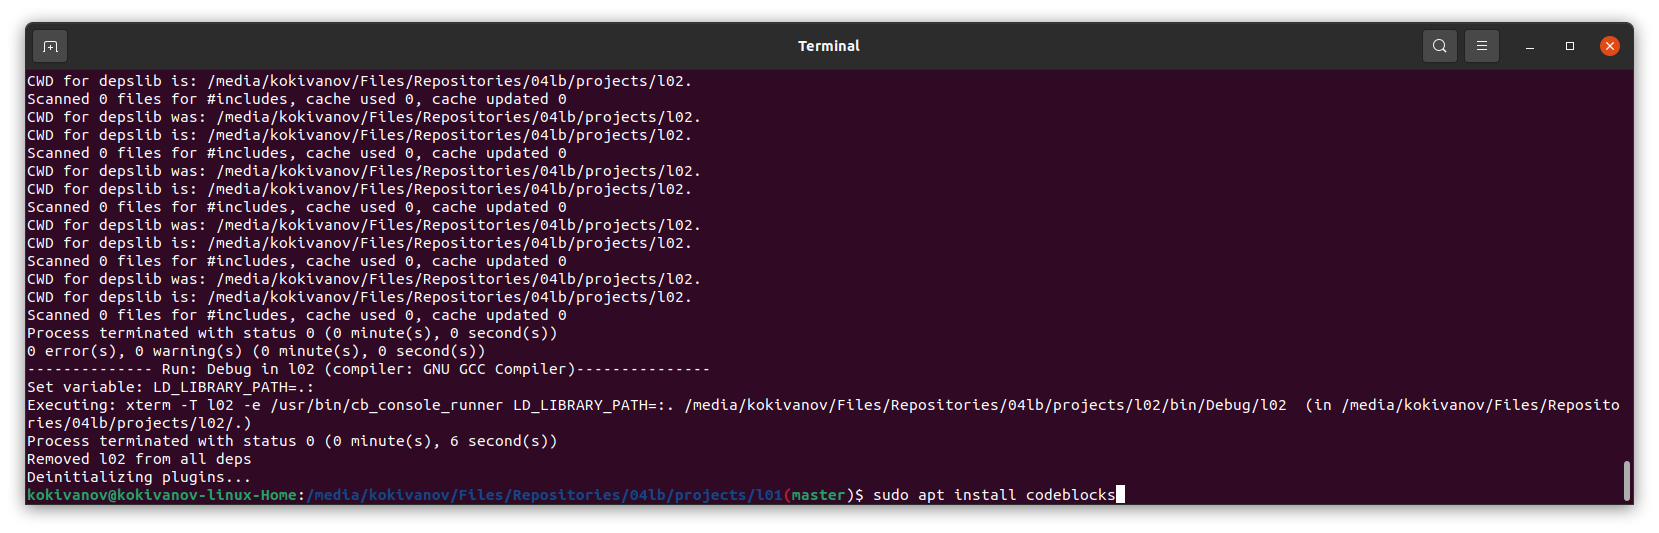 Terminal
CWD for depslib is: /media/kokivanov/Files/Repositories/04lb/projects/l02.
Scanned 0 files for #includes, cache used 0, cache updated 0
CWD for depslib was: /media/kokivanov/Files/Repositories/04lb/projects/l02.
CWD for depslib is: /media/kokivanov/Files/Repositories/04lb/projects/l02.
Scanned 0 files for #includes, cache used 0, cache updated 0
CWD for depslib was: /media/kokivanov/Files/Repositories/04lb/projects/l02.
CWD for depslib is: /media/kokivanov/Files/Repositories/04lb/projects/l02.
Scanned 0 files for #includes, cache used 0, cache updated 0
CWD for depslib was: /media/kokivanov/Files/Repositories/04lb/projects/l02.
CWD for depslib is: /media/kokivanov/Files/Repositories/04lb/projects/l02.
Scanned 0 files for #includes, cache used 0, cache updated 0
CWD for depslib was: /media/kokivanov/Files/Repositories/04lb/projects/l02.
CWD for depslib is: /media/kokivanov/Files/Repositories/04lb/projects/l02.
Scanned 0 files for #includes, cache used 0, cache updated 0
Process terminated with status 0 (0 minute(s), 0 second(s))
0 error(s), 0 warning(s) (0 minute(s), 0 second(s))
-------------- Run: Debug in l02 (compiler: GNU GCC Compiler)---------------
Set variable: LD_LIBRARY_PATH=.:
Executing: xterm -T l02 -e /usr/bin/cb_console_runner LD_LIBRARY_PATH=:. /media/kokivanov/Files/Repositories/04lb/projects/l02/bin/Debug/l02  (in /media/kokivanov/Files/Reposito
ries/04lb/projects/l02/.)
Process terminated with status 0 (0 minute(s), 6 second(s))
Removed l02 from all deps
Deinitializing plugins...
kokivanov@kokivanov-linux-Home:/media/kokivanov/Files/Repositories/04lb/projects/l01(master)$ sudo apt install codeblocks